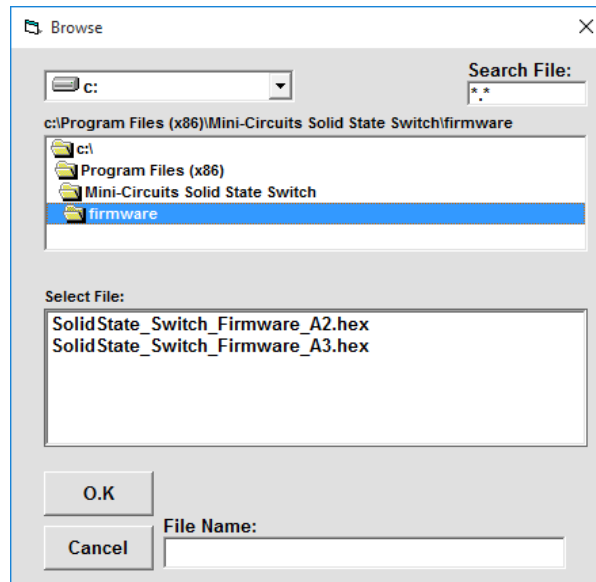 Browse
c:
Search File:
*.*
c:\Program Files (x86)\Mini-Circuits Solid State Switch\firmware
c:\
Program Files (x86)
Mini-Circuits Solid State Switch
firmware
Select File:
SolidState_Switch_Firmware_A2.hex
SolidState_Switch_Firmware_A3.hex
O.K
File Name:
Cancel